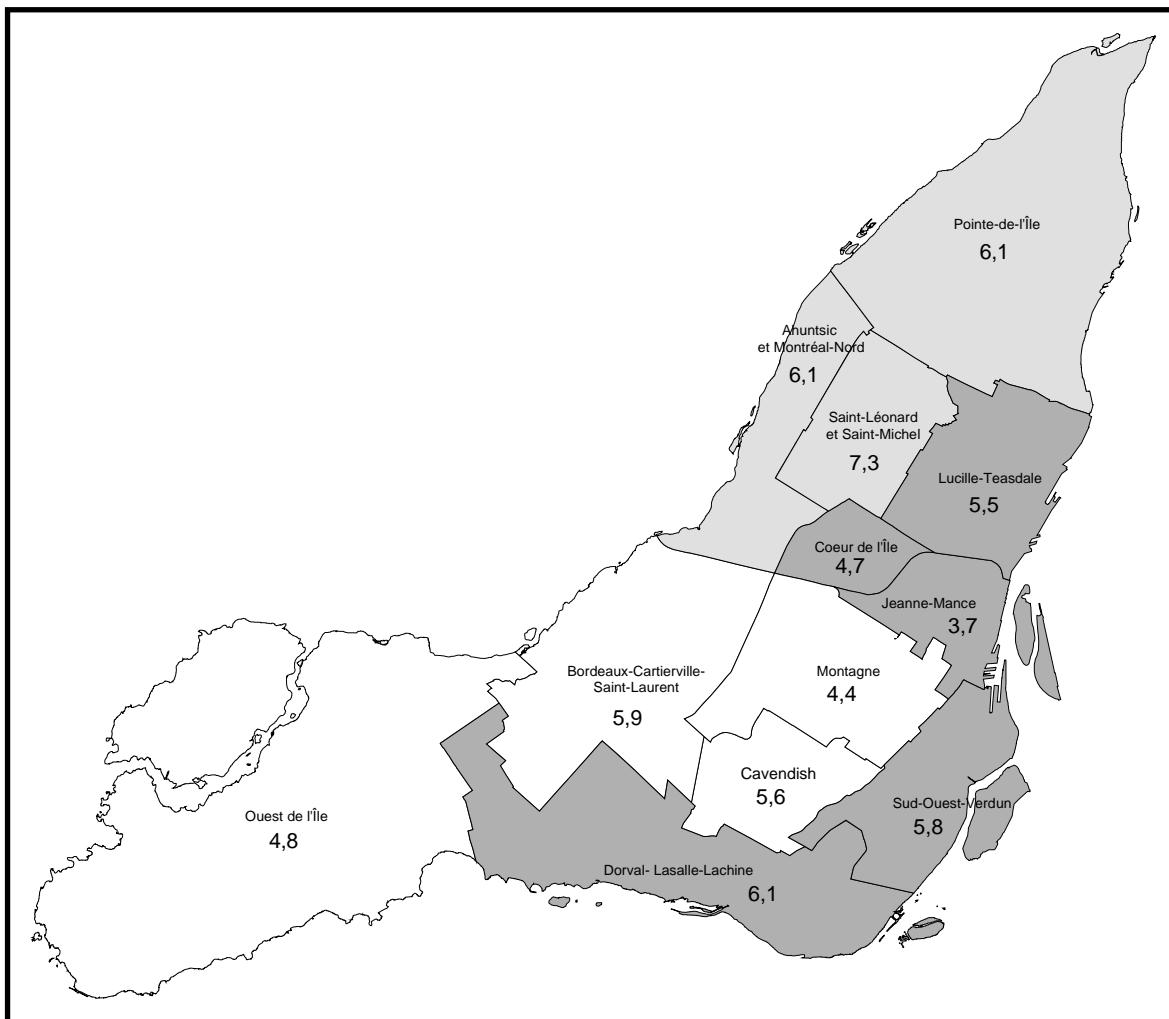 Pointe-de-l'Île
6,1
Ahuntsic
et Montréal-Nord
6,1
Saint-Léonard
et Saint-Michel
7,3
Lucille-Teasdale
5,5
Coeur de l'Île
4,7
Jeanne-Mance
3,7
Bordeaux-Cartierville-
Saint-Laurent
5,9
Montagne
4,4
Cavendish
5,6
Ouest de l'Île
4,8
Sud-Ouest-Verdun
5,8
Dorval- Lasalle-Lachine
6,1